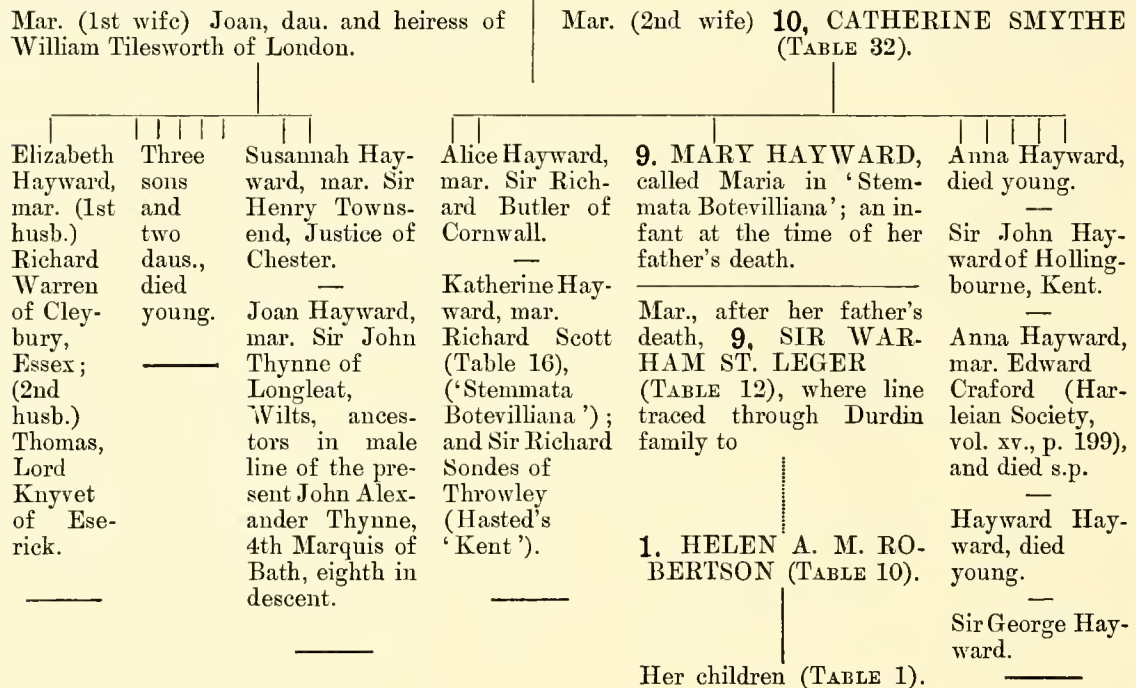 Mar. (1st wife) Joan, dau. and heiress of
William Tilesworth of London.
Mar. (2nd wife) 10, CATHERINE SMYTHE
(TABLE 32).
Elizabeth
Hayward,
mar. (1st
husb.)
Richard
Warren
of Cley-
bury,
Essex;
(2nd
husb.)
Thomas,
Lord
Knyvet
of Ese-
rick.
Three
sons
and
two
daus.,
died
young.
Susannah Hay-
ward, mar. Sir
Henry Towns-
end, Justice of
Chester.
—
Joan Hayward,
mar. Sir John
Thynne of
Longleat,
Wilts, ances-
tors in male
line of the pre-
sent John Alex-
ander Thynne,
4th Marquis of
Bath, eighth in
descent.
Alice Hayward,
mar. Sir Rich-
ard Butler of
Cornwall.
—
Katherine Hay-
ward, mar.
Richard Scott
(Table 16),
(‘Stemmata
Botevilliana’);
and Sir Richard
Sondes of
Throwley
(Hasted's
‘Kent’).
9. MARY HAYWARD,
called Maria in ‘Stem-
mata Botevilliana’; an in-
fant at the time of her
father's death.
Mar., after her father's
death, 9, SIR WAR-
HAM ST. LEGER
(TABLE 12), where line
traced through Durdin
family to
1. HELEN A. M. RO-
BERTSON (TABLE 10).
Her children (TABLE 1).
Anna Hayward,
died young.
—
Sir John Hay-
ward of Holling-
bourne, Kent.
—
Anna Hayward,
mar. Edward
Craford (Har-
leian Society,
vol. xv., p. 199),
and died s.p.
—
Hayward Hay-
ward, died
young.
—
Sir George Hay-
ward.